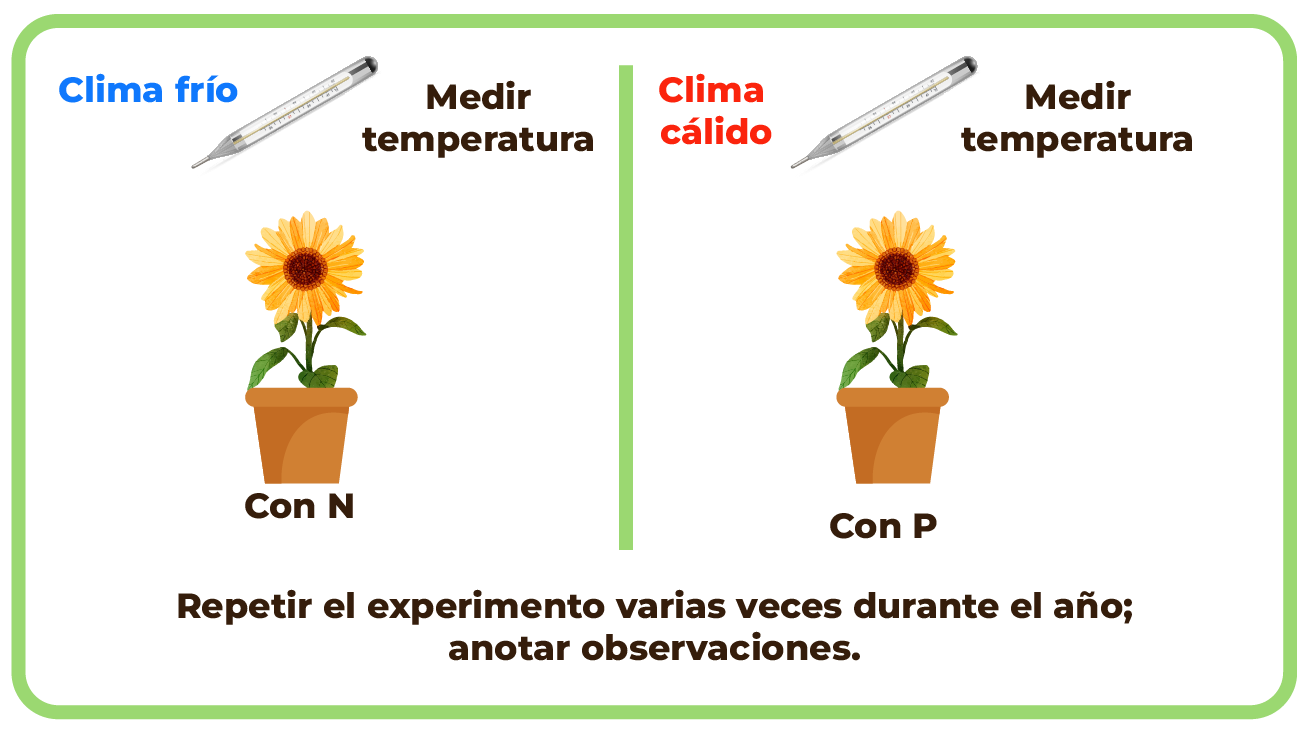 Clima frío
Medir
temperatura
Con N
Clima
cálido
Medir
temperatura
Con P
Repetir el experimento varias veces durante el año;
anotar observaciones.